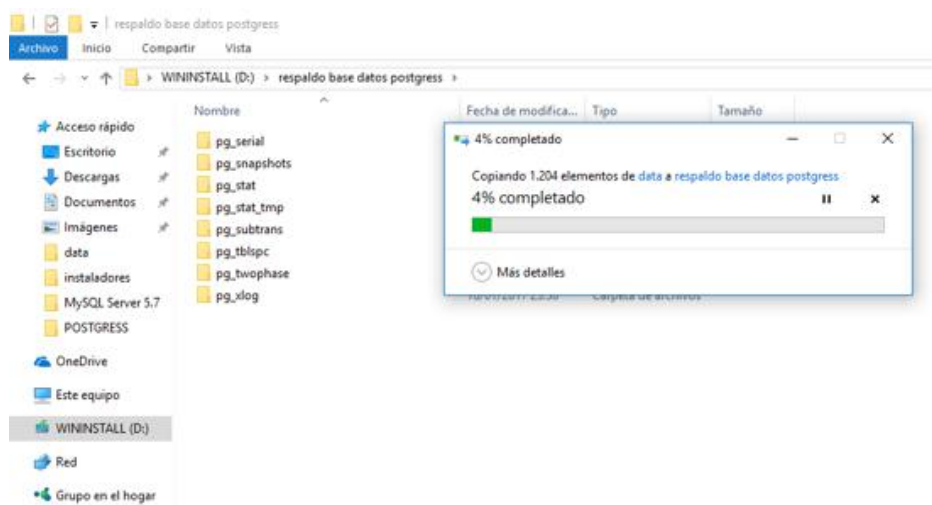 respaldo base datos postgress
Archivo Inicio Compartir Vista
WININSTALL (D:) > respaldo base datos postgress >
Nombre Fecha de modifica... Tipo Tamaño
Acceso rápido
Escritorio
Descargas
Documentos
Imágenes
data
instaladores
MySQL Server 5.7
POSTGRESS
OneDrive
Este equipo
WININSTALL (D:)
Red
Grupo en el hogar
pg_serial
pg_snapshots
pg_stat
pg_stat_tmp
pg_subtrans
pg_tblspc
pg_twophase
pg_xlog
4% completado
Copiando 1.204 elementos de data a respaldo base datos postgress
4% completado
Más detalles
Carpeta de archivos